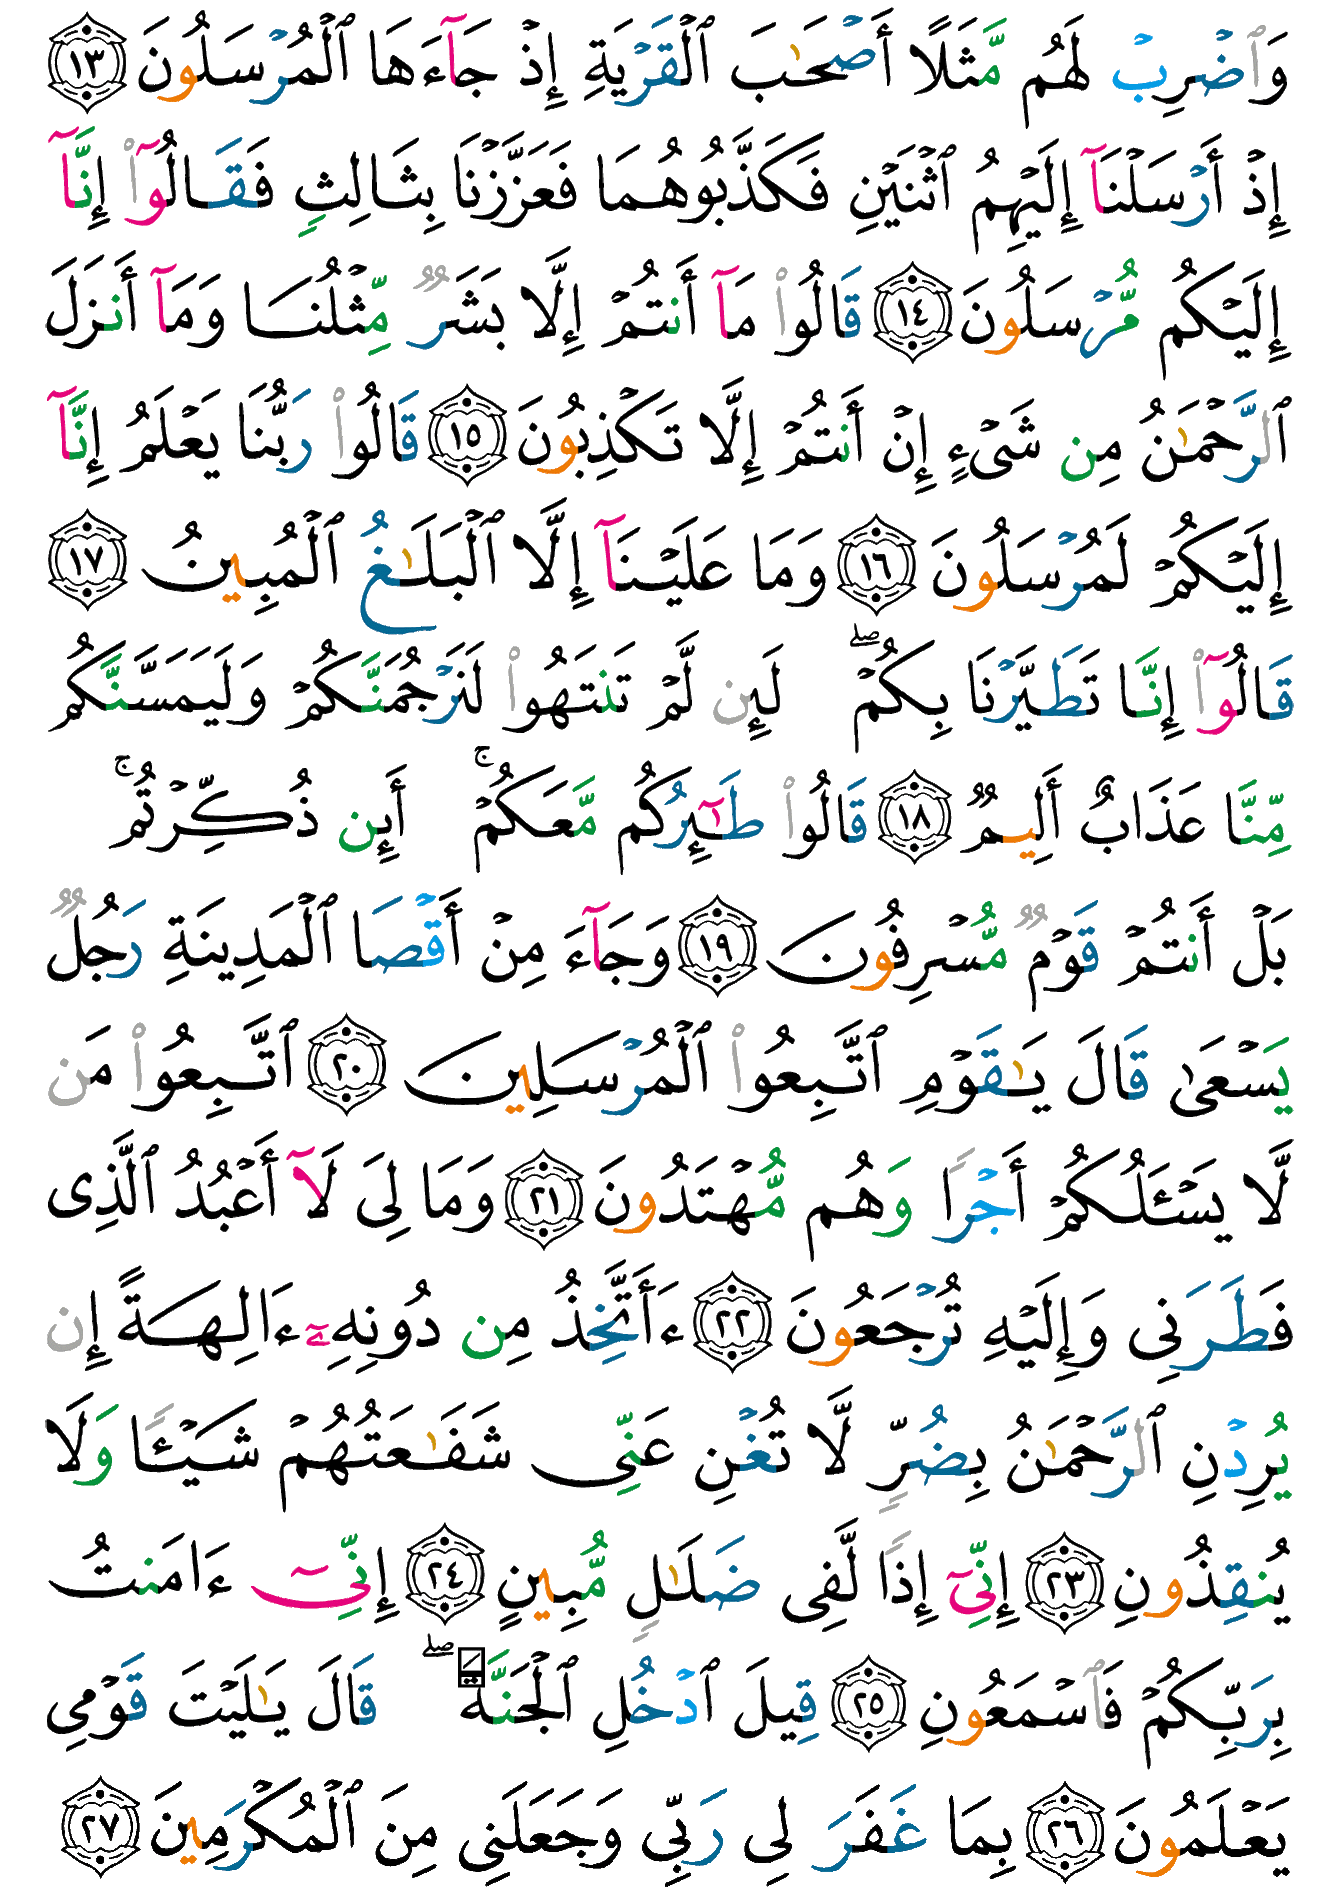 وَٱضْرِبْ لَهُم مَّثَلًا أَصْحَـٰبَ ٱلْقَرْيَةِ إِذْ جَآءَهَا ٱلْمُرْسَلُونَ ١٣
إِذْ أَرْسَلْنَآ إِلَيْهِمُ ٱثْنَيْنِ فَكَذَّبُوهُمَا فَعَزَّزْنَا بِثَالِثٍ فَقَالُوٓا۟ إِنَّآ
إِلَيْكُم مُّرْسَلُونَ ١٤ قَالُوا۟ مَآ أَنتُمْ إِلَّا بَشَرٌ مِّثْلُنَا وَمَآ أَنزَلَ
ٱلرَّحْمَـٰنُ مِن شَىْءٍ إِنْ أَنتُمْ إِلَّا تَكْذِبُونَ ١٥ قَالُوا۟ رَبُّنَا يَعْلَمُ إِنَّآ
إِلَيْكُمْ لَمُرْسَلُونَ ١٦ وَمَا عَلَيْنَآ إِلَّا ٱلْبَلَـٰغُ ٱلْمُبِينُ ١٧
قَالُوٓا۟ إِنَّا تَطَيَّرْنَا بِكُمْ ۖ لَئِن لَّمْ تَنتَهُوا۟ لَنَرْجُمَنَّكُمْ وَلَيَمَسَّنَّكُم
مِّنَّا عَذَابٌ أَلِيمٌ ١٨ قَالُوا۟ طَـٰٓئِرُكُم مَّعَكُمْ ۚ أَئِن ذُكِّرْتُم ۚ
بَلْ أَنتُمْ قَوْمٌ مُّسْرِفُونَ ١٩ وَجَآءَ مِنْ أَقْصَا ٱلْمَدِينَةِ رَجُلٌ
يَسْعَىٰ قَالَ يَـٰقَوْمِ ٱتَّبِعُوا۟ ٱلْمُرْسَلِينَ ٢٠ ٱتَّبِعُوا۟ مَن
لَّا يَسْـَٔلُكُمْ أَجْرًا وَهُم مُّهْتَدُونَ ٢١ وَمَا لِىَ لَآ أَعْبُدُ ٱلَّذِى
فَطَرَنِى وَإِلَيْهِ تُرْجَعُونَ ٢٢ ءَأَتَّخِذُ مِن دُونِهِۦٓ ءَالِهَةً إِن
يُرِدْنِ ٱلرَّحْمَـٰنُ بِضُرٍّ لَّا تُغْنِ عَنِّى شَفَـٰعَتُهُمْ شَيْـًٔا وَلَا
يُنقِذُونِ ٢٣ إِنِّىٓ إِذًا لَّفِى ضَلَـٰلٍ مُّبِينٍ ٢٤ إِنِّىٓ ءَامَنتُ
بِرَبِّكُمْ فَٱسْمَعُونِ ٢٥ قِيلَ ٱدْخُلِ ٱلْجَنَّةَ ۖ قَالَ يَـٰلَيْتَ قَوْمِى
يَعْلَمُونَ ٢٦ بِمَا غَفَرَ لِى رَبِّى وَجَعَلَنِى مِنَ ٱلْمُكْرَمِينَ ٢٧